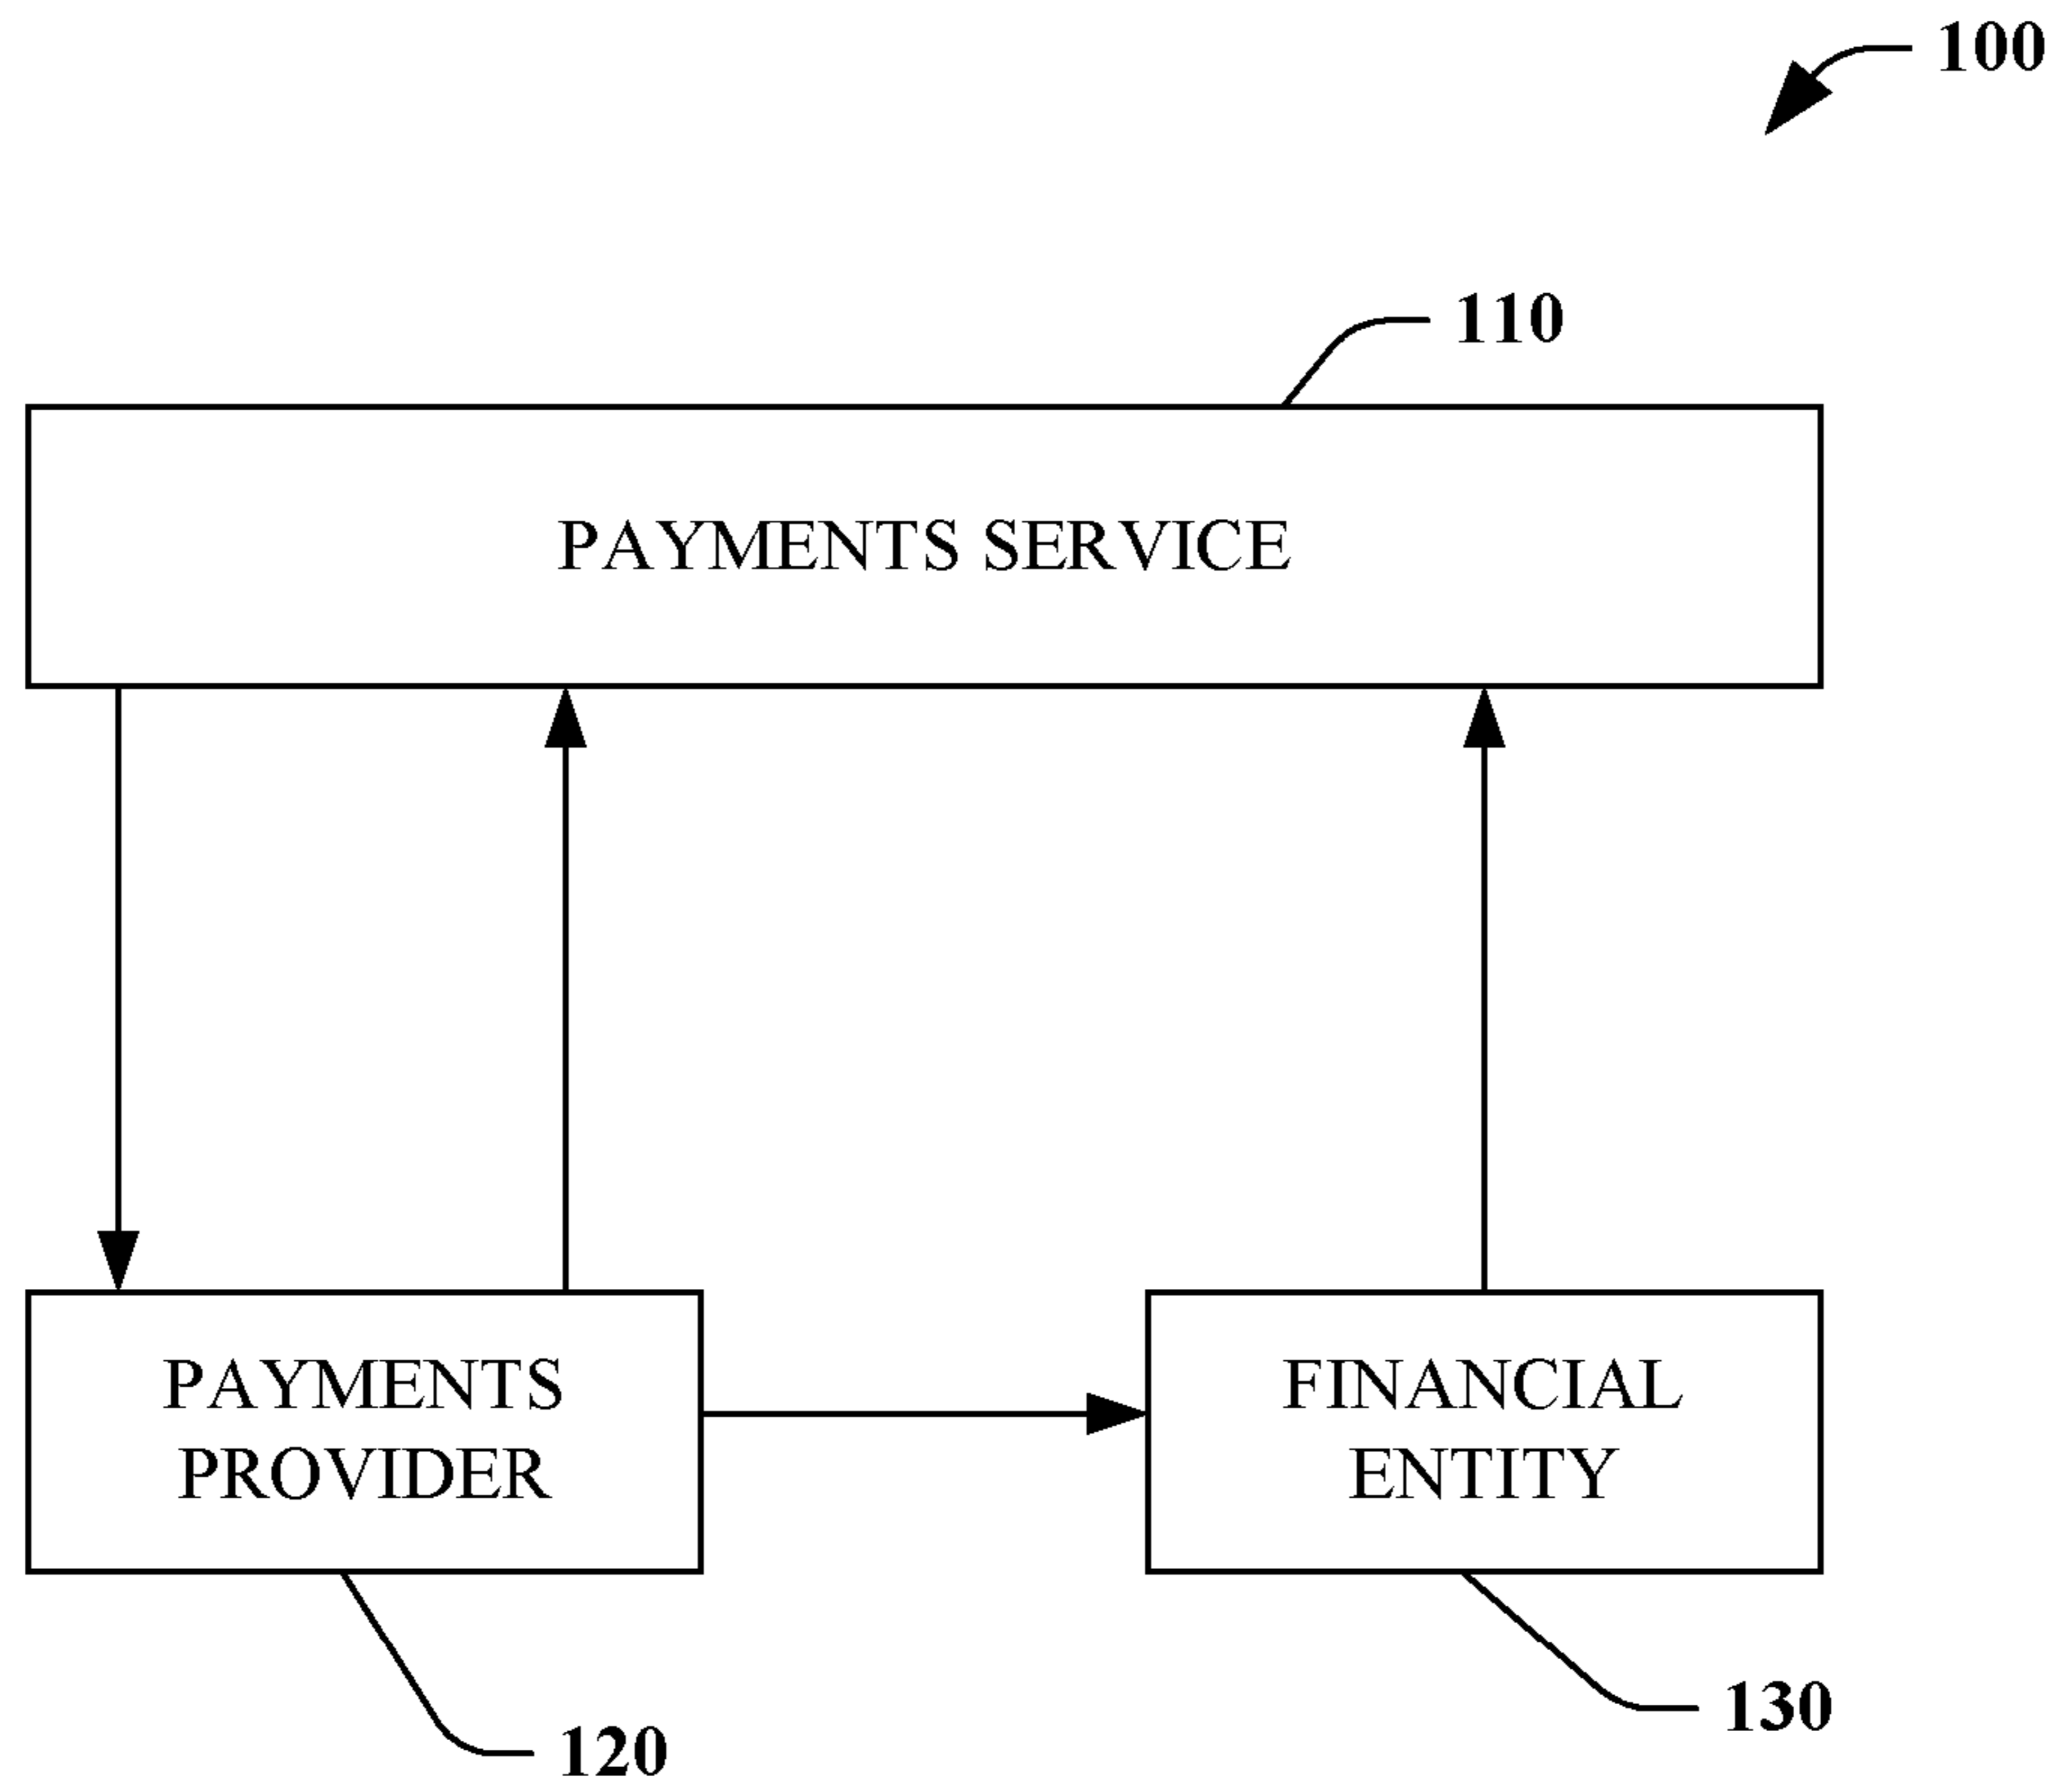 100
110
PAYMENTS SERVICE
PAYMENTS
PROVIDER
FINANCIAL
ENTITY
120
130